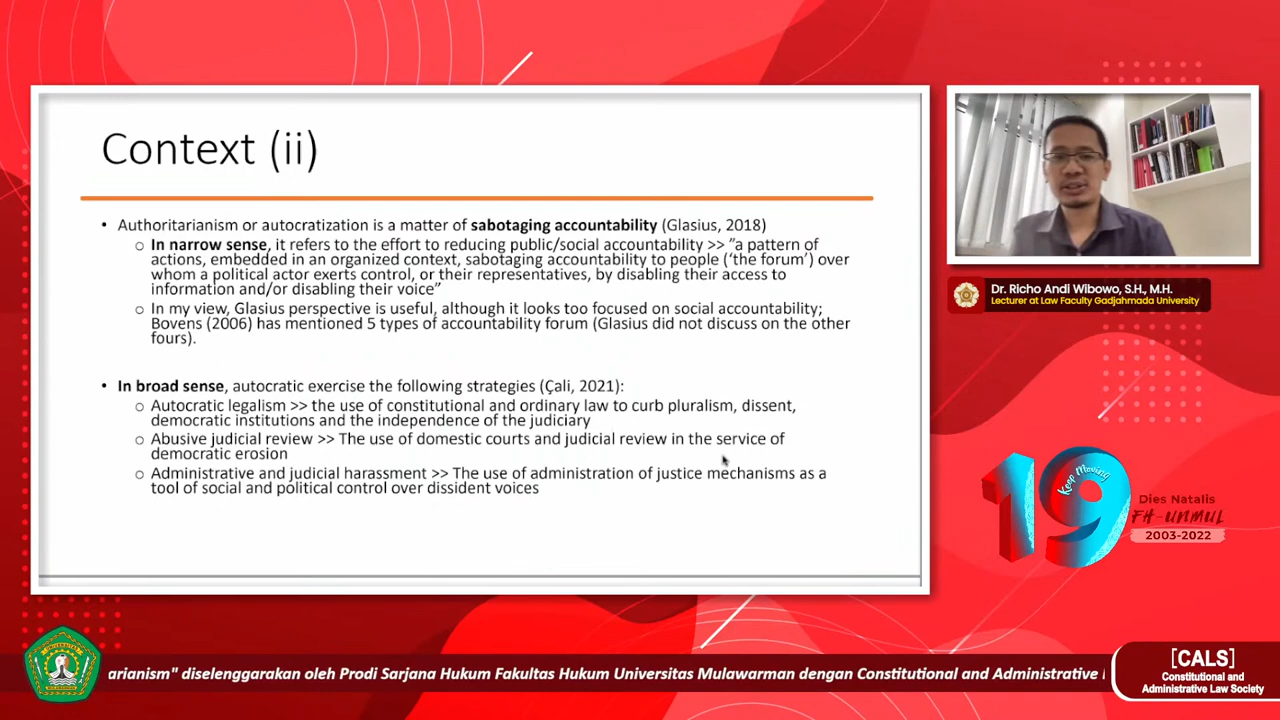 Context (ii)
• Authoritarianism or autocratization is a matter of sabotaging accountability (Glasius, 2018)
o In narrow sense, it refers to the effort to reducing public/social accountability >> ”a pattern of
actions, embedded in an organized context, sabotaging accountability to people (‘the forum’) over
whom a political actor exerts control, or their representatives, by disabling their access to
information and/or disabling their voice”
o In my view, Glasius perspective is useful, although it looks too focused on social accountability;
Bovens (2006) has mentioned 5 types of accountability forum (Glasius did not discuss on the other
fours).
• In broad sense, autocratic exercise the following strategies (Çali, 2021):
o Autocratic legalism >> the use of constitutional and ordinary law to curb pluralism, dissent,
democratic institutions and the independence of the judiciary
o Abusive judicial review >> The use of domestic courts and judicial review in the service of
democratic erosion
o Administrative and judicial harassment >> The use of administration of justice mechanisms as a
tool of social and political control over dissident voices
Dr. Richo Andi Wibowo, S.H., M.H.
Lecturer at Law Faculty Gadjahmada University
19
Keep Moving
Dies Natalis
FH-UNMUL
2003-2022
arianism" diselenggarakan oleh Prodi Sarjana Hukum Fakultas Hukum Universitas Mulawarman dengan Constitutional and Administrative
[CALS]
Constitutional and
Administrative Law Society